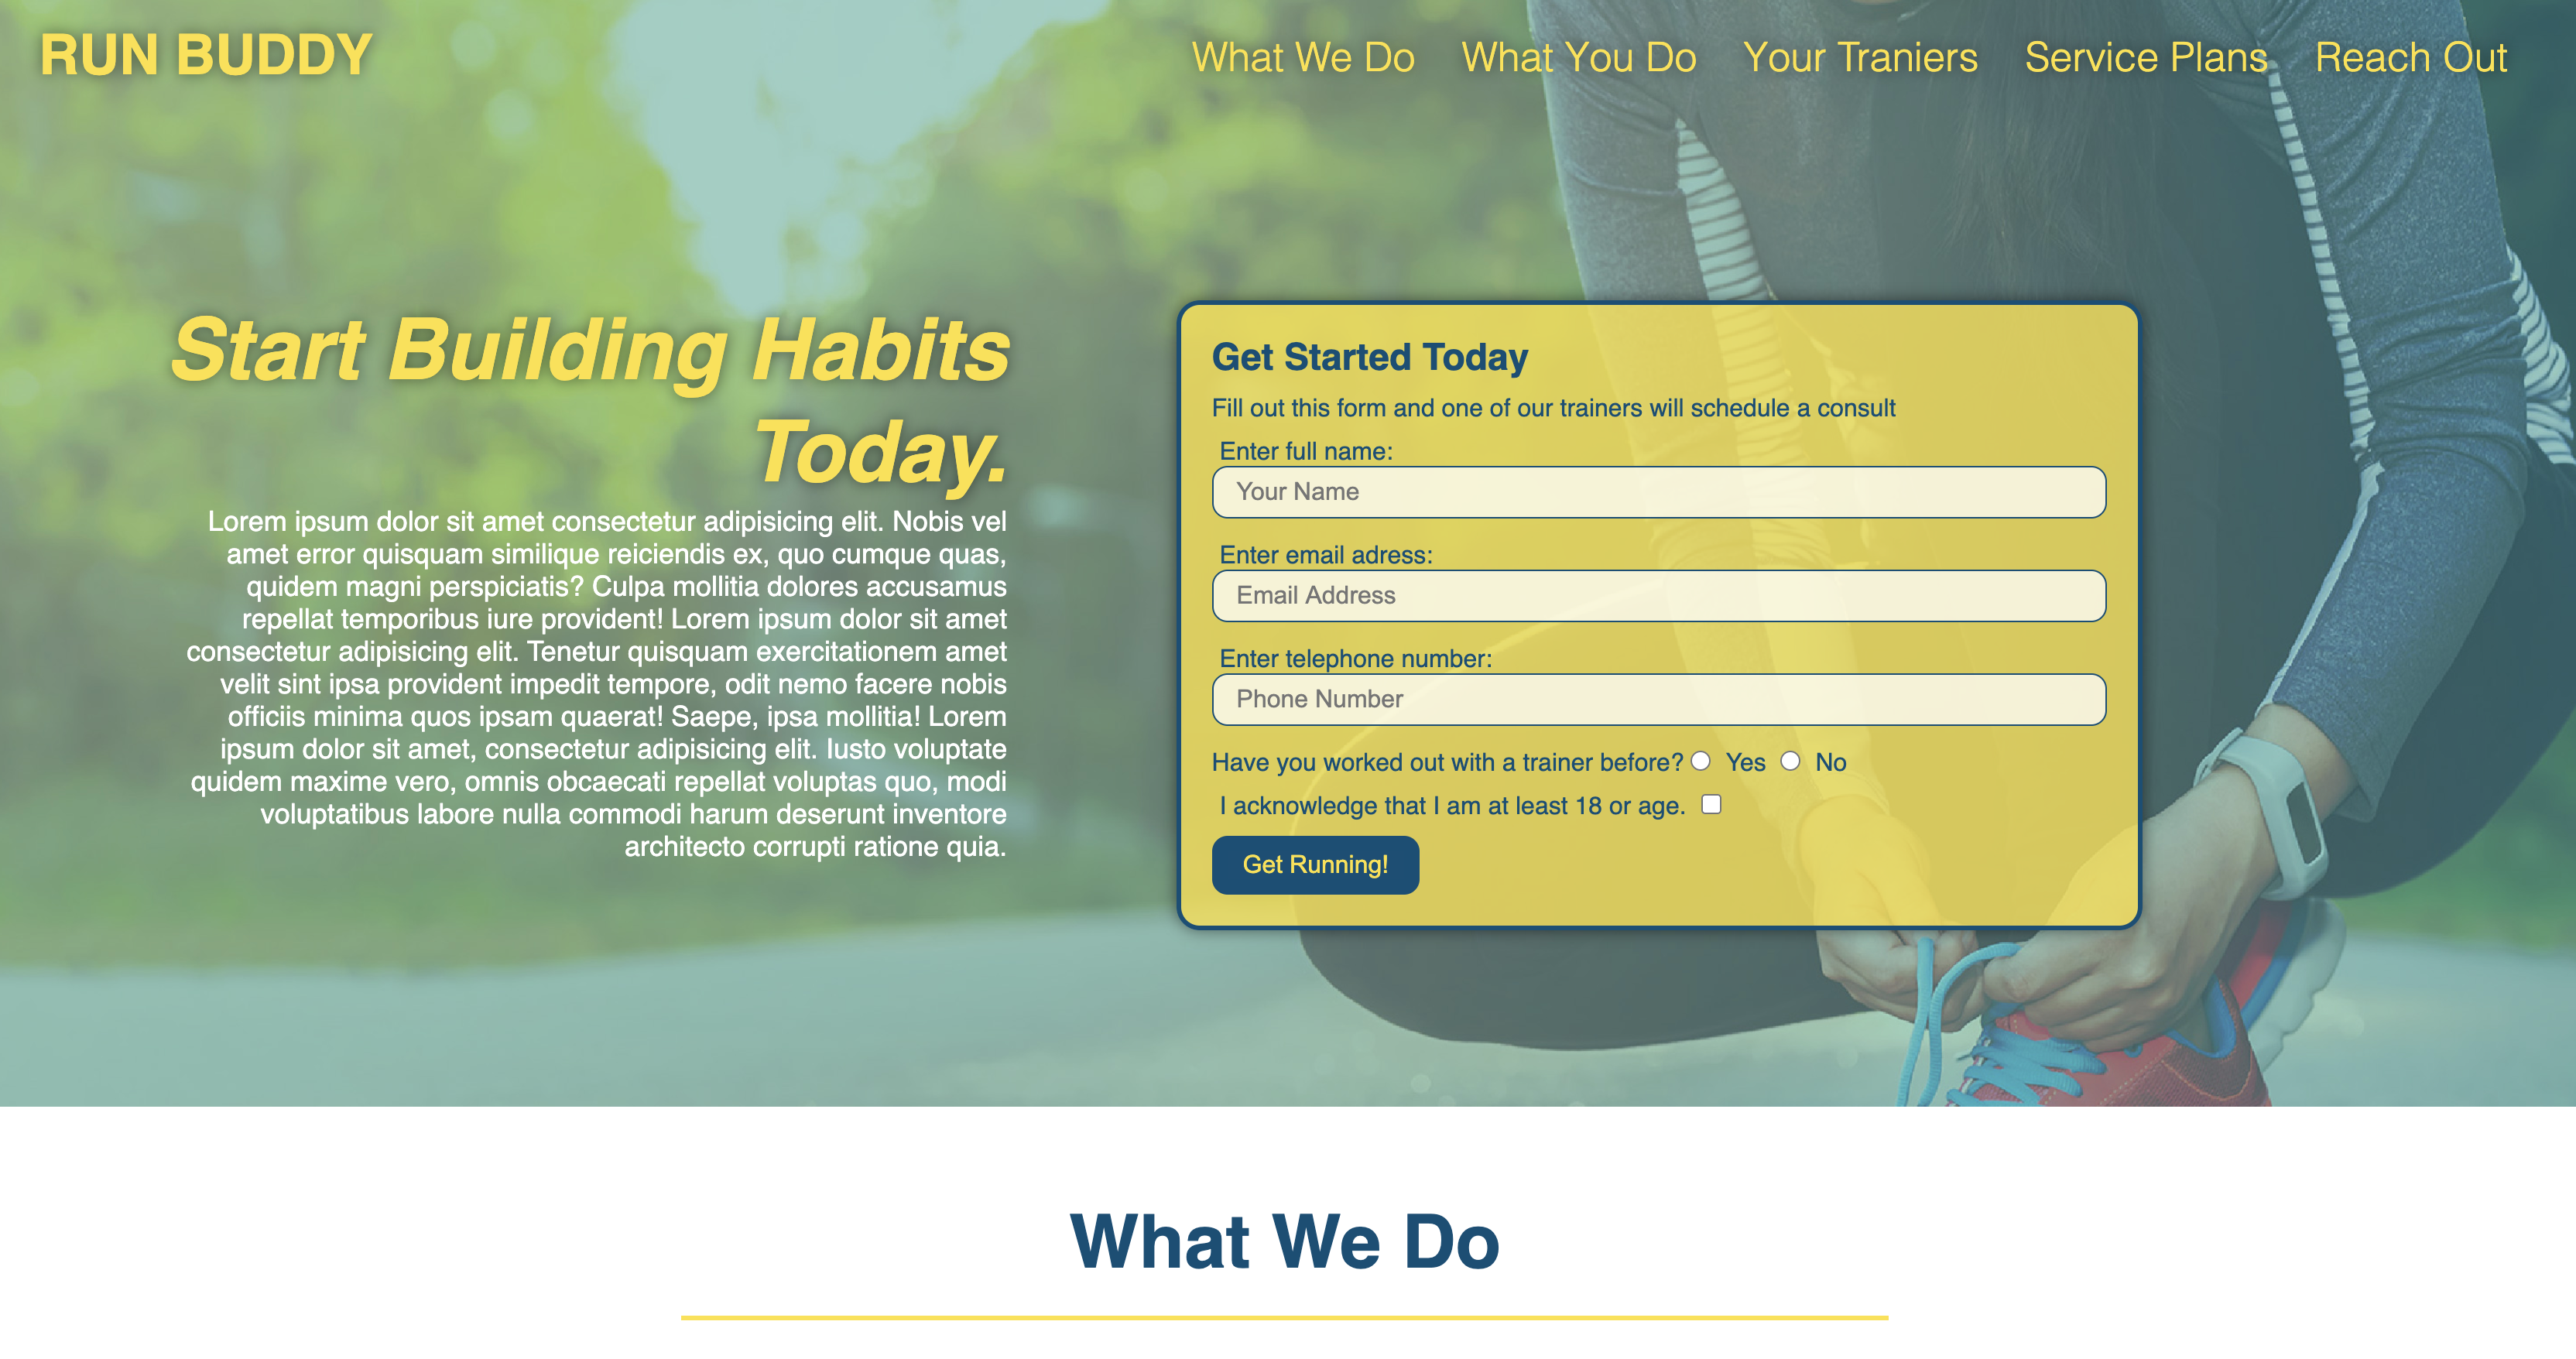 RUN BUDDY
What We Do What You Do Your Traniers Service Plans Reach Out
Start Building Habits
Today.
Lorem ipsum dolor sit amet consectetur adipisicing elit. Nobis vel
amet error quisquam similique reiciendis ex, quo cumque quas,
quidem magni perspiciatis? Culpa mollitia dolores accusamus
repellat temporibus iure provident! Lorem ipsum dolor sit amet
consectetur adipisicing elit. Tenetur quisquam exercitationem amet
velit sint ipsa provident impedit tempore, odit nemo facere nobis
officiis minima quos ipsam quaerat! Saepe, ipsa mollitia! Lorem
ipsum dolor sit amet, consectetur adipisicing elit. Iusto voluptate
quidem maxime vero, omnis obcaecati repellat voluptas quo, modi
voluptatibus labore nulla commodi harum deserunt inventore
architecto corrupti ratione quia.
Get Started Today
Fill out this form and one of our trainers will schedule a consult
Enter full name:
Your Name
Enter email adress:
Email Address
Enter telephone number:
Phone Number
Have you worked out with a trainer before? Yes No
I acknowledge that I am at least 18 or age.
Get Running!
What We Do